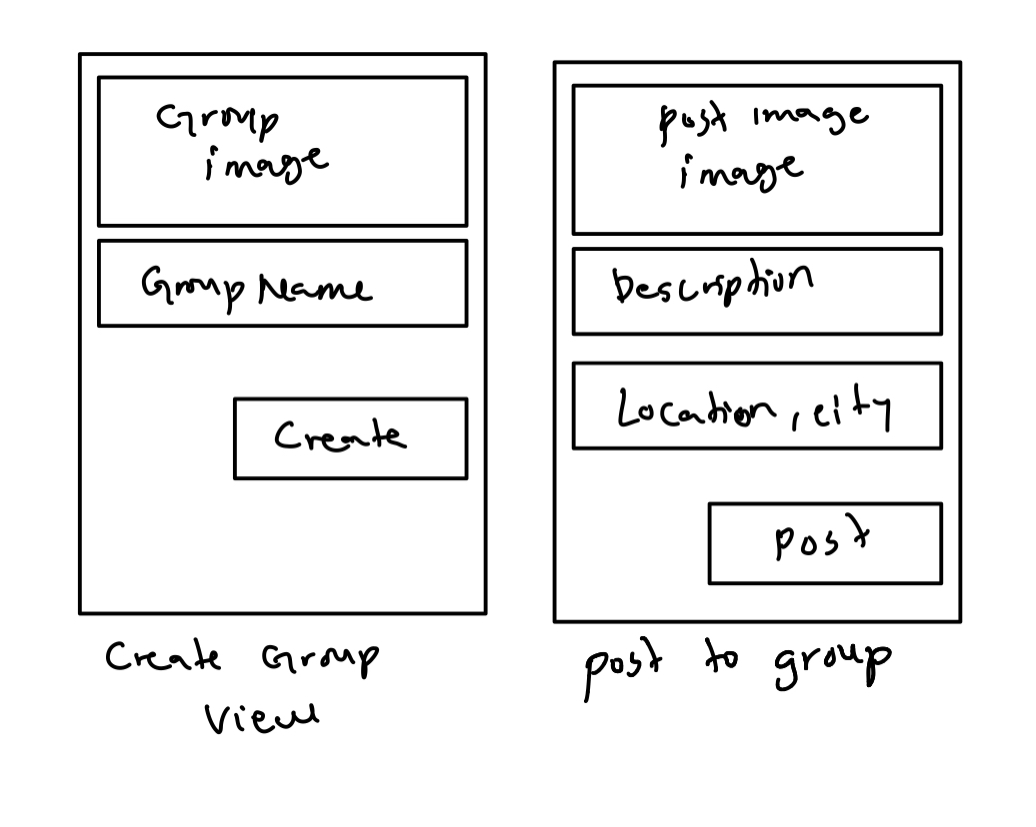 Group
image
Group Name
Create
Create Group
View
post image
image
Description
Location, city
post
post to group